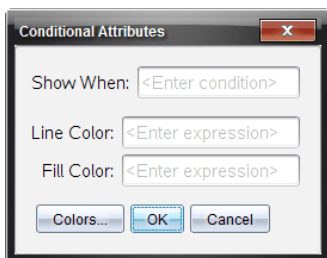 Conditional Attributes
Show When: <Enter condition>
Line Color: <Enter expression>
Fill Color: <Enter expression>
Colors... OK Cancel